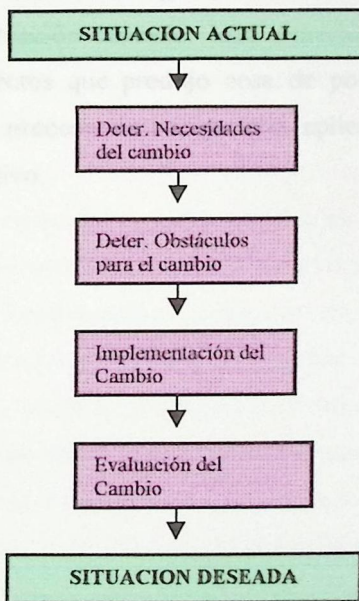 SITUACION ACTUAL
Deter. Necesidades
del cambio
Deter. Obstáculos
para el cambio
Implementación del
Cambio
Evaluación del
Cambio
SITUACION DESEADA